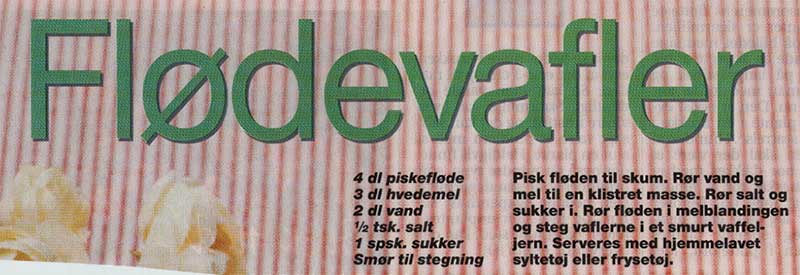 Flødevafler
4 dl piskefløde
3 dl hvedemel
2 dl vand
½ tsk. salt
1 spsk. sukker
Smør til stegning
Pisk fløden til skum. Rør vand og
mel til en klistret masse. Rør salt og
sukker i. Rør fløden i melblandingen
og steg vaflerne i et smurt vaffel-
jern. Serveres med hjemmelavet
syltetøj eller frysetøj.